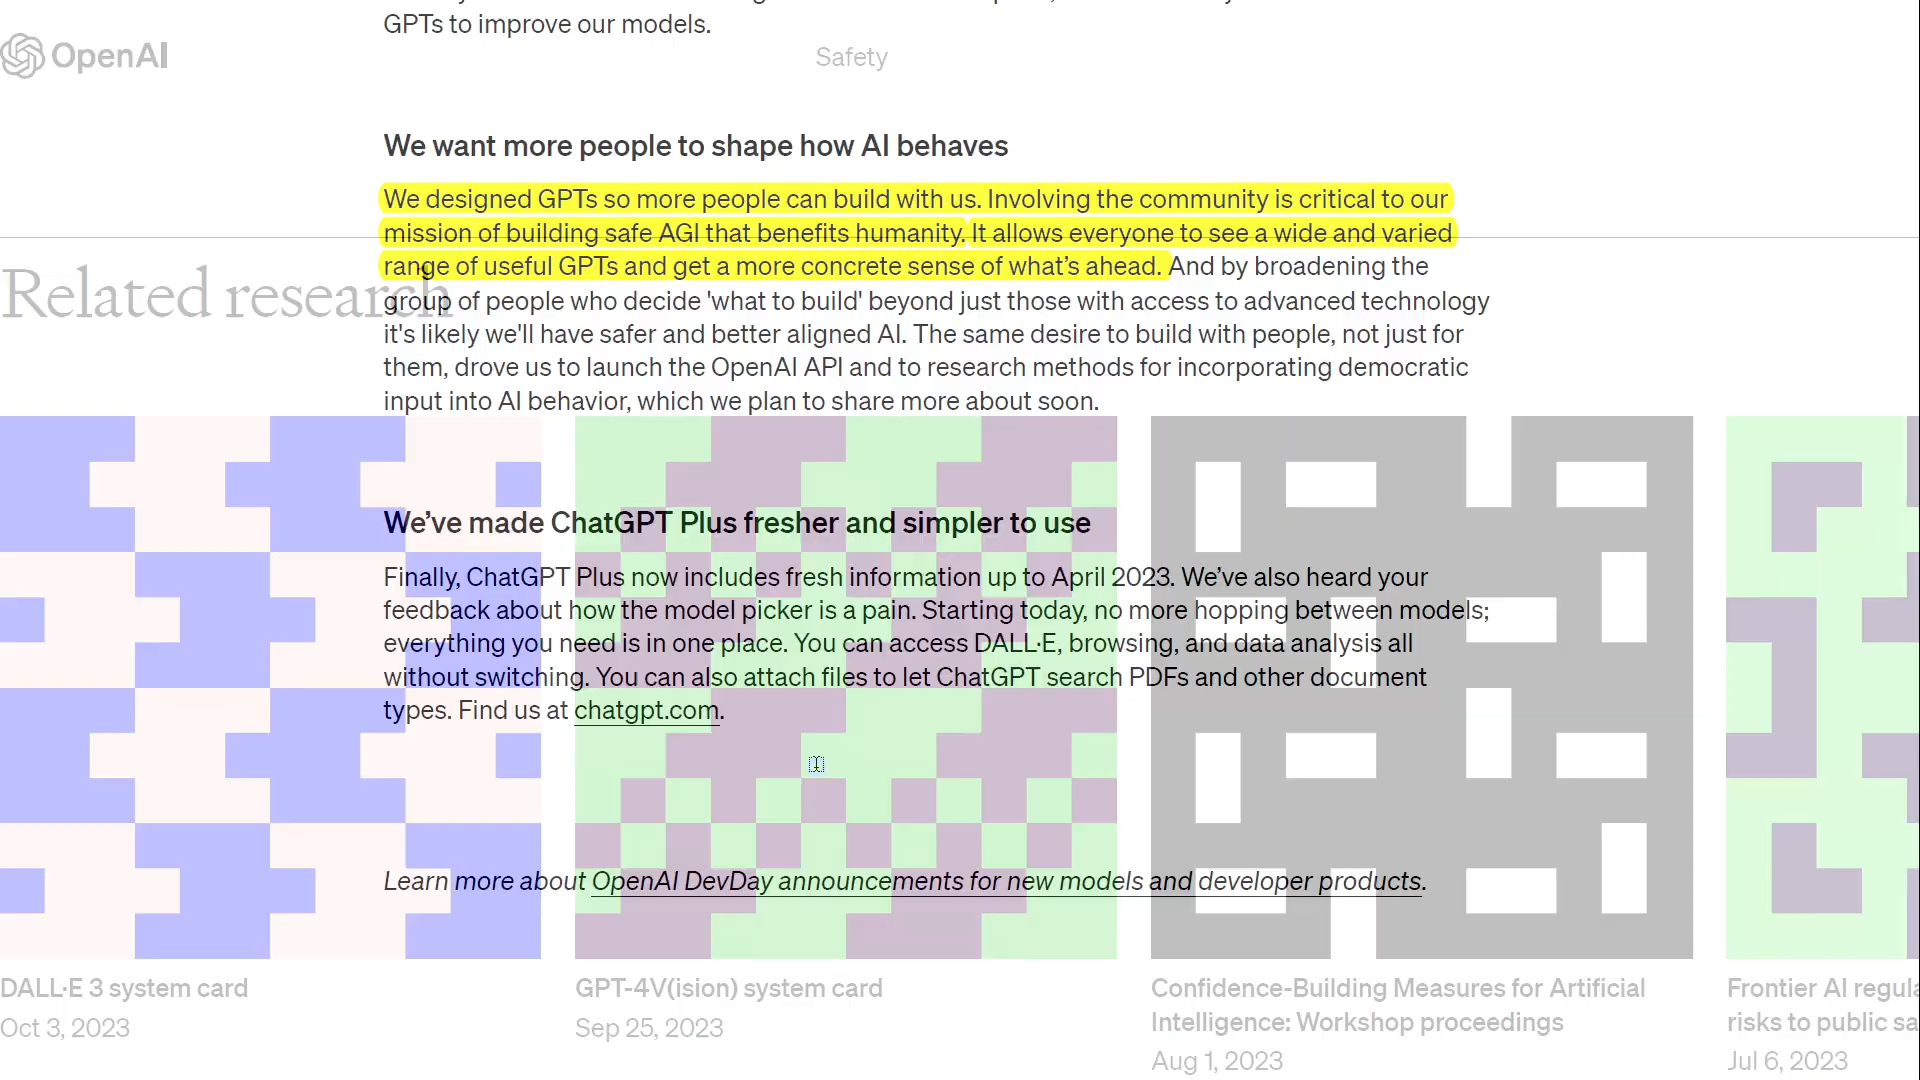 GPTs to improve our models.
OpenAI
Safety
We want more people to shape how AI behaves
We designed GPTs so more people can build with us. Involving the community is critical to our
mission of building safe AGI that benefits humanity. It allows everyone to see a wide and varied
range of useful GPTs and get a more concrete sense of what’s ahead. And by broadening the
group of people who decide 'what to build' beyond just those with access to advanced technology
it's likely we'll have safer and better aligned AI. The same desire to build with people, not just for
them, drove us to launch the OpenAI API and to research methods for incorporating democratic
input into AI behavior, which we plan to share more about soon.
Related research
We’ve made ChatGPT Plus fresher and simpler to use
Finally, ChatGPT Plus now includes fresh information up to April 2023. We’ve also heard your
feedback about how the model picker is a pain. Starting today, no more hopping between models;
everything you need is in one place. You can access DALL·E, browsing, and data analysis all
without switching. You can also attach files to let ChatGPT search PDFs and other document
types. Find us at chatgpt.com.
Learn more about OpenAI DevDay announcements for new models and developer products.
DALL·E 3 system card
Oct 3, 2023
GPT-4V(ision) system card
Sep 25, 2023
Confidence-Building Measures for Artificial
Intelligence: Workshop proceedings
Aug 1, 2023
Frontier AI
risks to public
Jul 6, 2023